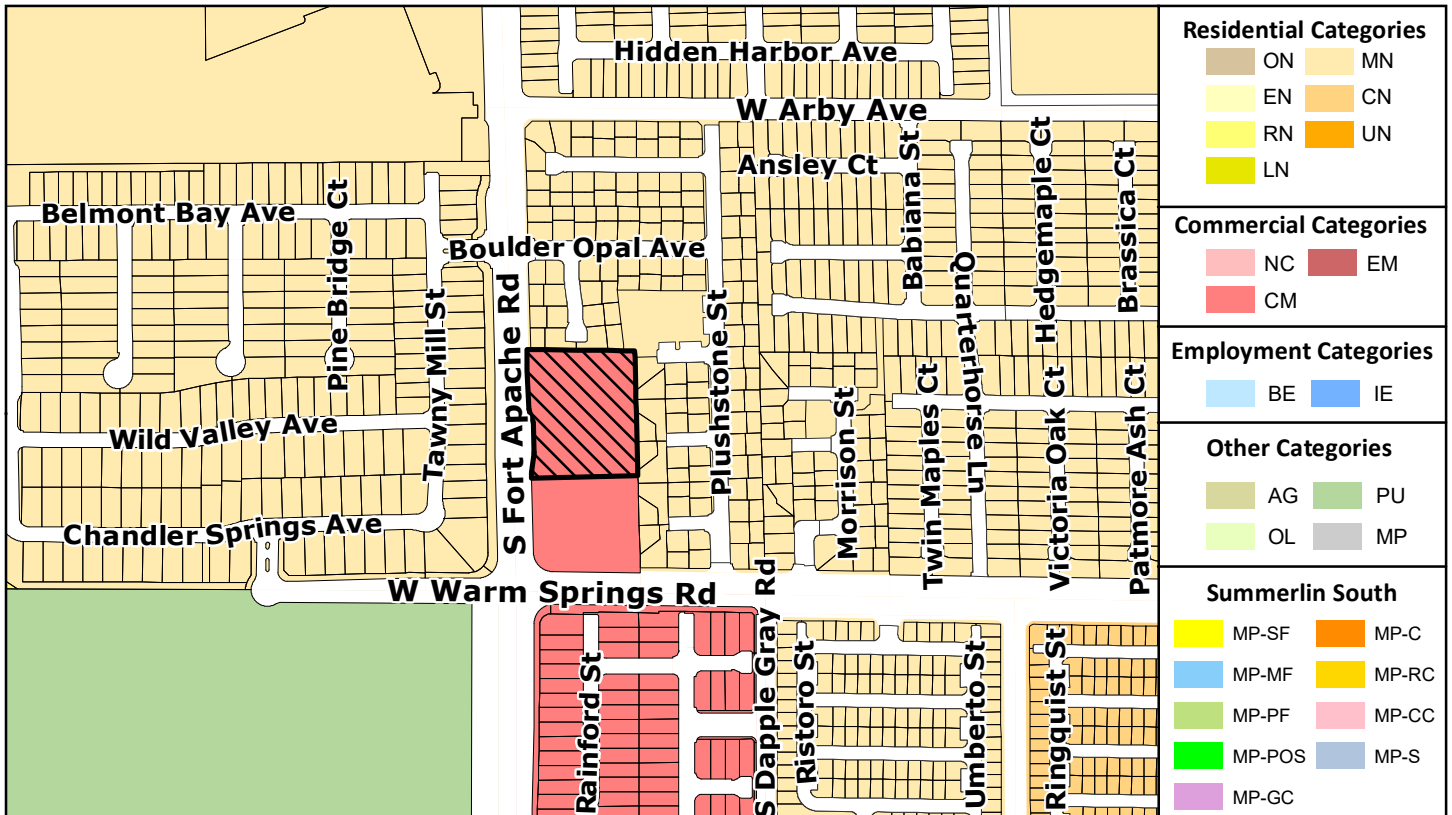 Hidden Harbor Ave
W Arby Ave
Ansley Ct
Babiana St
Hedgemaple Ct
Brassica Ct
Belmont Bay Ave
Pine Bridge Ct
Boulder Opal Ave
Quarterhorse Ln
Tawny Mill St
S Fort Apache Rd
Plushstone St
Wild Valley Ave
Morrison St
Twin Maples Ct
Victoria Oak Ct
Patmore Ash Ct
Chandler Springs Ave
W Warm Springs Rd
Rainford St
S Dapple Gray Rd
Ristoro St
Umberto St
Ringquist St
Residential Categories
ON MN
EN CN
RN UN
LN
Commercial Categories
NC EM
CM
Employment Categories
BE IE
Other Categories
AG PU
OL MP
Summerlin South
MP-SF MP-C
MP-MF MP-RC
MP-PF MP-CC
MP-POS MP-S
MP-GC